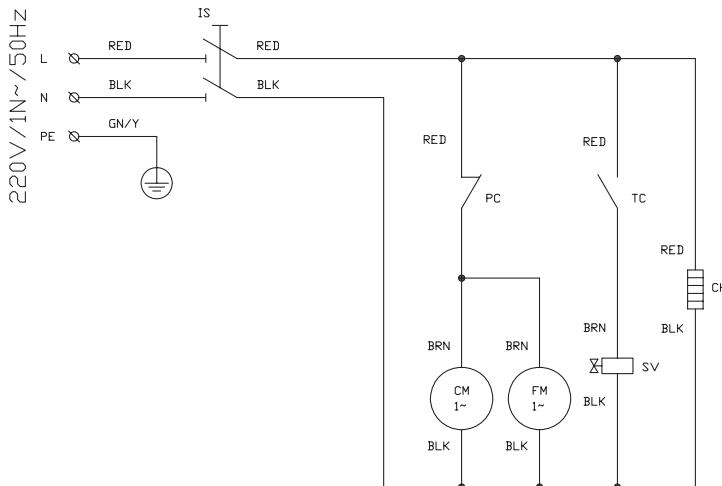 220V/1N~/50Hz
IS
L RED RED
N BLK BLK
PE GN/Y
RED RED
PC TC
RED
BRN BRN BRN BLK
SV
CM FM
1~ 1~
BLK
BLK BLK